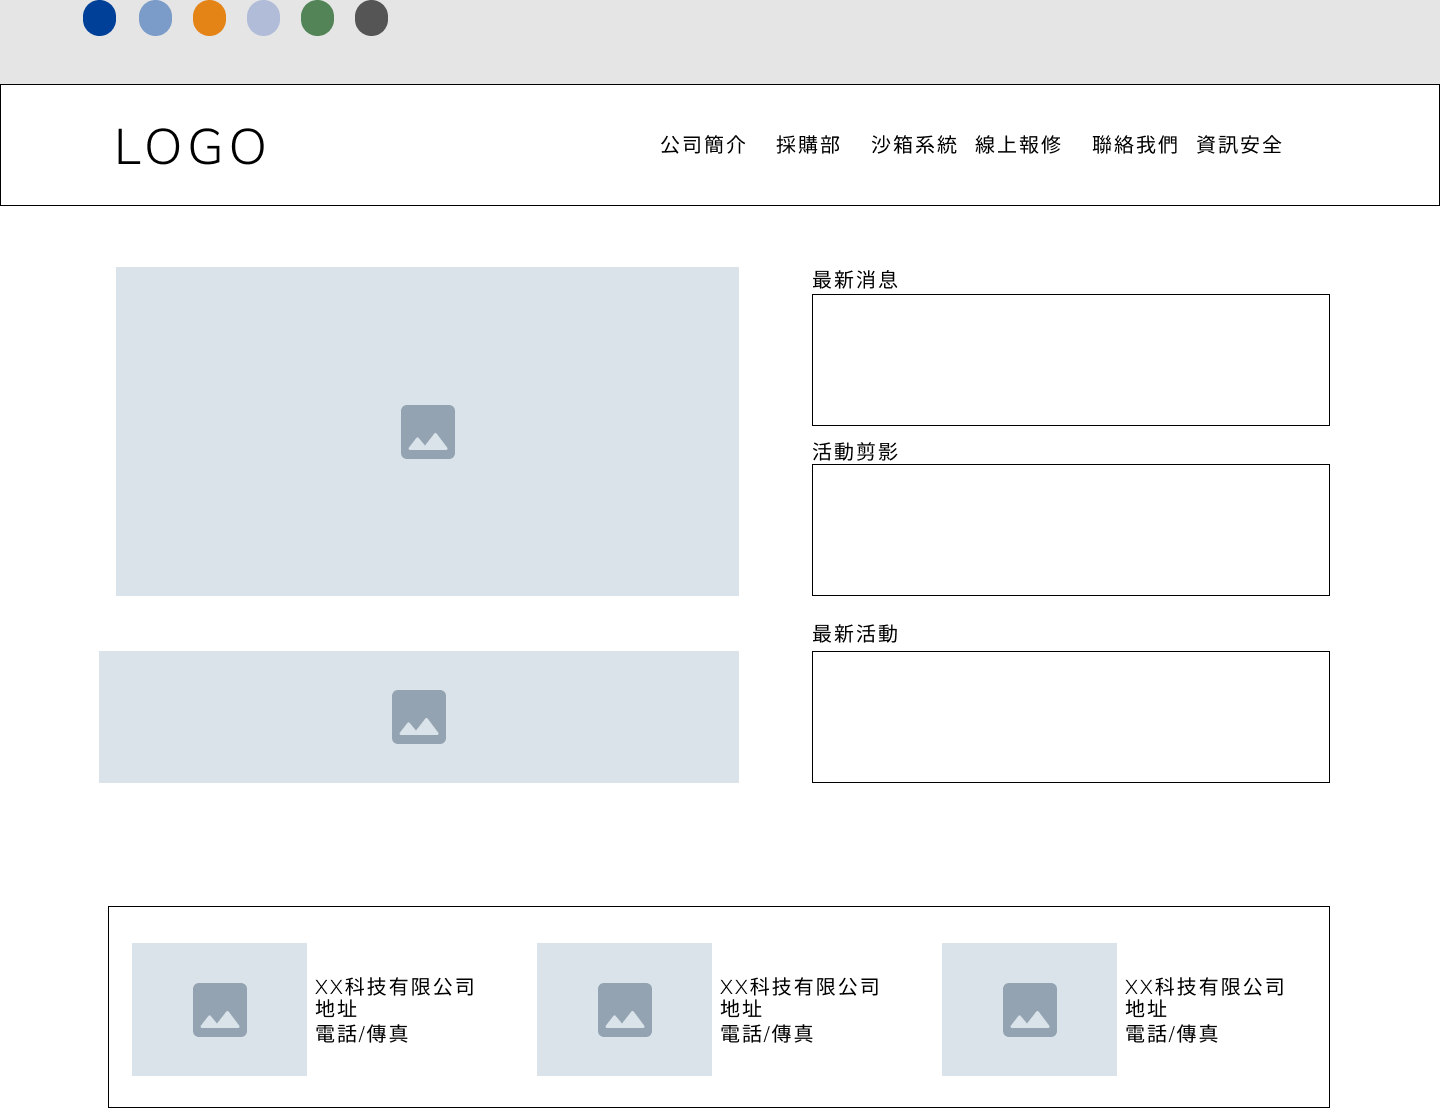 LOGO
公司簡介 採購部 沙箱系統 線上報修 聯絡我們 資訊安全
最新消息
活動剪影
最新活動
XX科技有限公司
地址
電話/傳真
XX科技有限公司
地址
電話/傳真
XX科技有限公司
地址
電話/傳真